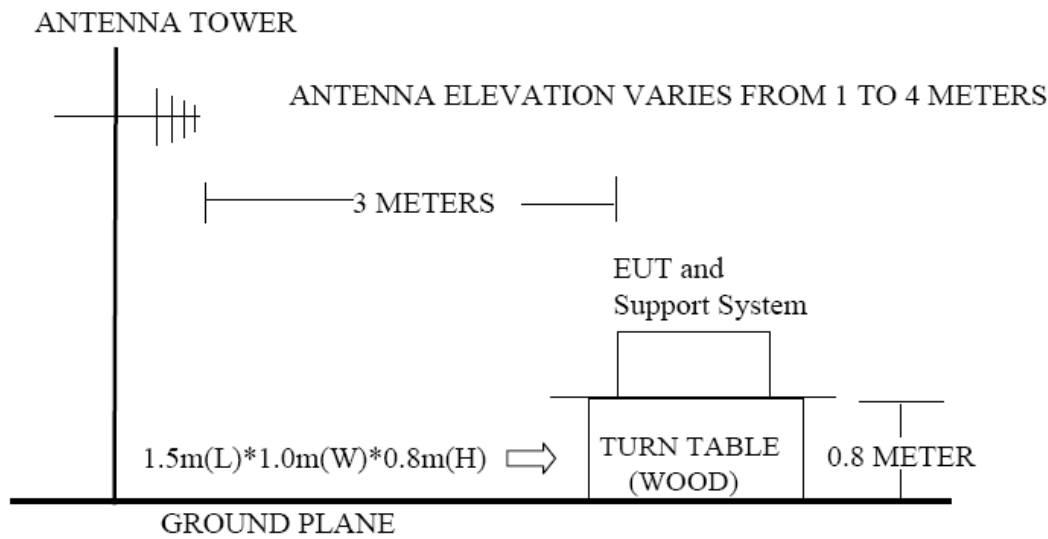 ANTENNA TOWER
ANTENNA ELEVATION VARIES FROM 1 TO 4 METERS
3 METERS
EUT and
Support System
1.5m(L)*1.0m(W)*0.8m(H)
TURN TABLE
(WOOD)
0.8 METER
GROUND PLANE